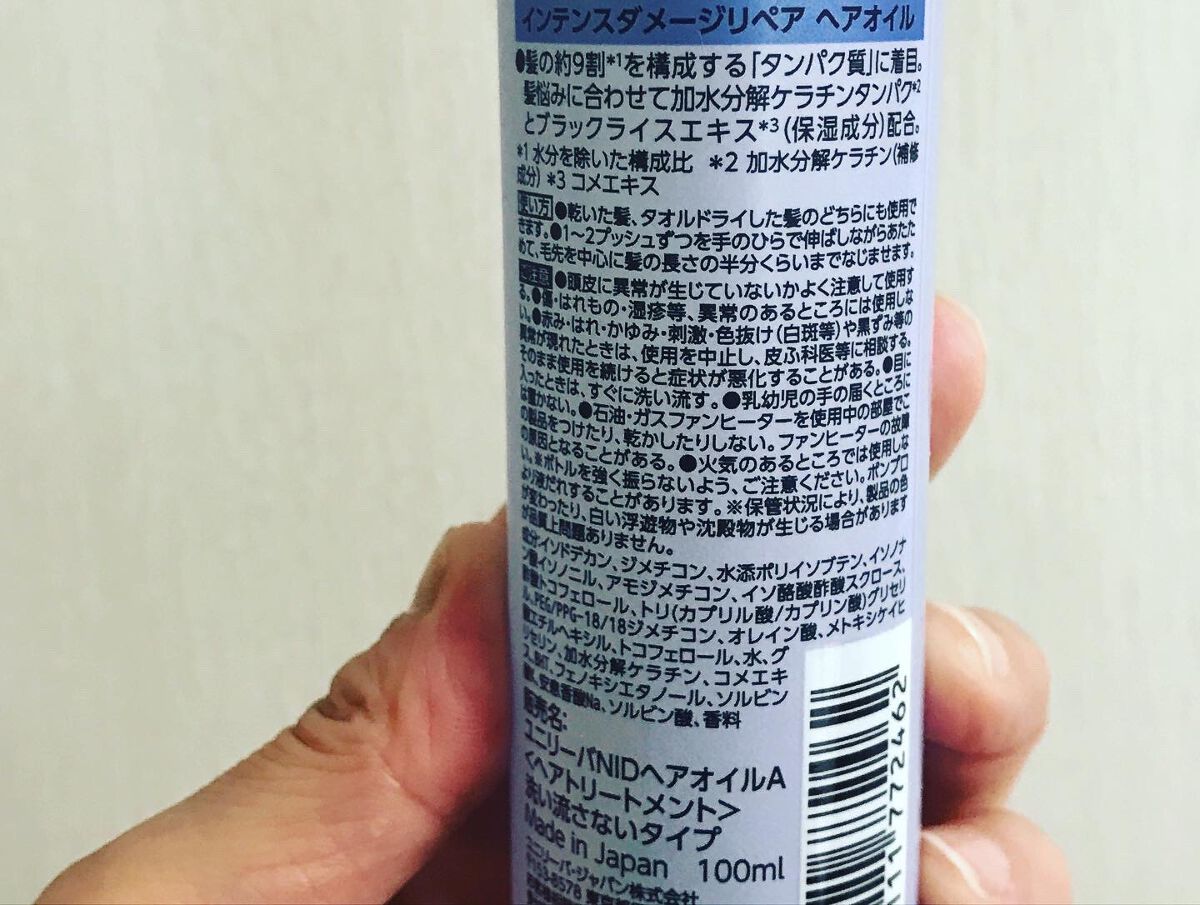 インテンスダメージリペア ヘアオイル
●髪の約9割*1を構成する「タンパク質」に着目。
髪悩みに合わせて加水分解ケラチンタンパク*2
とブラックライスエキス*3(保湿成分)配合。
*1 水分を除いた構成比 *2 加水分解ケラチン(補修
成分) *3 コメエキス
使い方●乾いた髪、タオルドライした髪のどちらにも使用で
きます。●1〜2プッシュずつを手のひらで伸ばしながらあたた
めて、毛先を中心に髪の長さの半分くらいまでなじませます。
ご注意●頭皮に異常が生じていないかよく注意して使用す
る。●傷・はれもの・湿疹等、異常のあるところには使用しな
い。●赤み・はれ・かゆみ・刺激・色抜け(白斑等)や黒ずみ等の
異常が現れたときは、使用を中止し、皮ふ科医等に相談する。
そのまま使用を続けると症状が悪化することがある。●目に
入ったときは、すぐに洗い流す。●乳幼児の手の届くところに
は置かない。●石油・ガスファンヒーターを使用中の部屋でこ
の製品をつけたり、乾かしたりしない。ファンヒーターの故障
の原因となることがある。●火気のあるところでは使用しな
い。※ボトルを強く振らないよう、ご注意ください。ポンプロ
より液だれすることがあります。※保管状況により、製品の色
が変わったり、白い浮遊物や沈殿物が生じる場合があります
が品質上問題ありません。
成分:イソドデカン、ジメチコン、水添ポリイソブテン、イソノナ
ン酸イソノニル、アモジメチコン、イソ酪酸酢酸スクロース、
酢酸トコフェロール、トリ(カプリル酸/カプリン酸)グリセリ
ル、PEG/PPG-18/18ジメチコン、オレイン酸、メトキシケイヒ
酸エチルヘキシル、トコフェロール、水、グ
リセリン、加水分解ケラチン、コメエキ
ス、BHT、フェノキシエタノール、ソルビン
酸、安息香酸Na、ソルビン酸、香料
販売名:
ユニリーバNIDヘアオイルA
<ヘアトリートメント>
洗い流さないタイプ
Made in Japan 100ml
ユニリーバ・ジャパン株式会社
8578 東京都
111772462